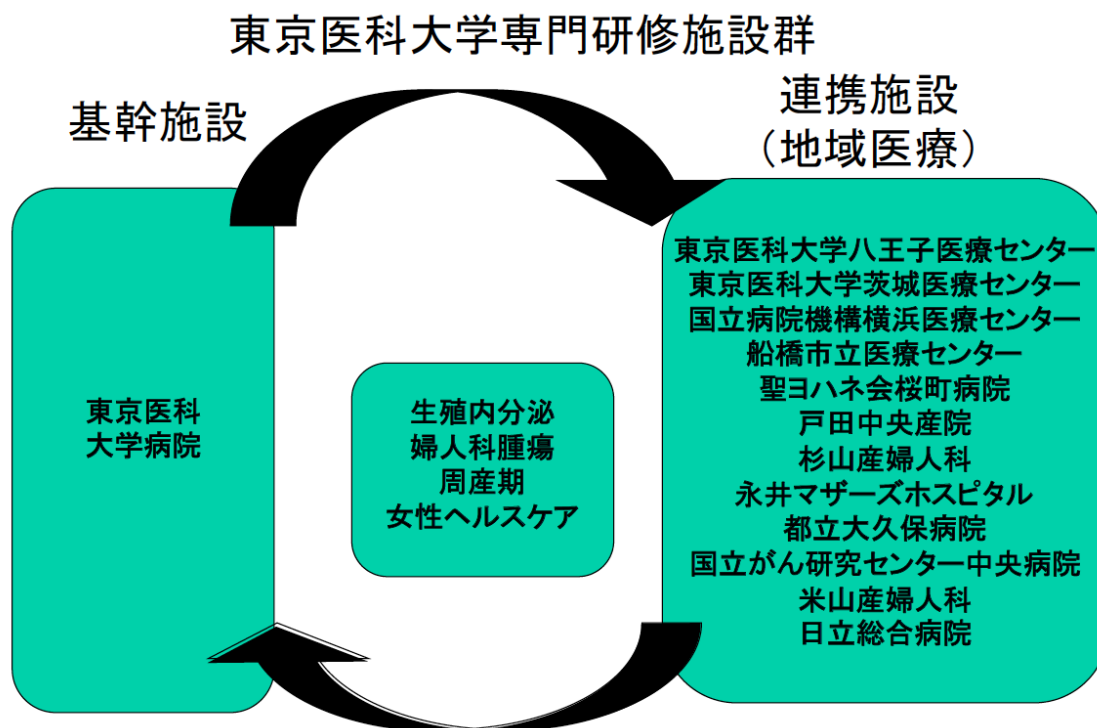 東京医科大学専門研修施設群
基幹施設
連携施設
（地域医療）
東京医科
大学病院
生殖内分泌
婦人科腫瘍
周産期
女性ヘルスケア
東京医科大学八王子医療センター
東京医科大学茨城医療センター
国立病院機構横浜医療センター
船橋市立医療センター
聖ヨハネ会桜町病院
戸田中央産院
杉山産婦人科
永井マザーズホスピタル
都立大久保病院
国立がん研究センター中央病院
米山産婦人科
日立総合病院